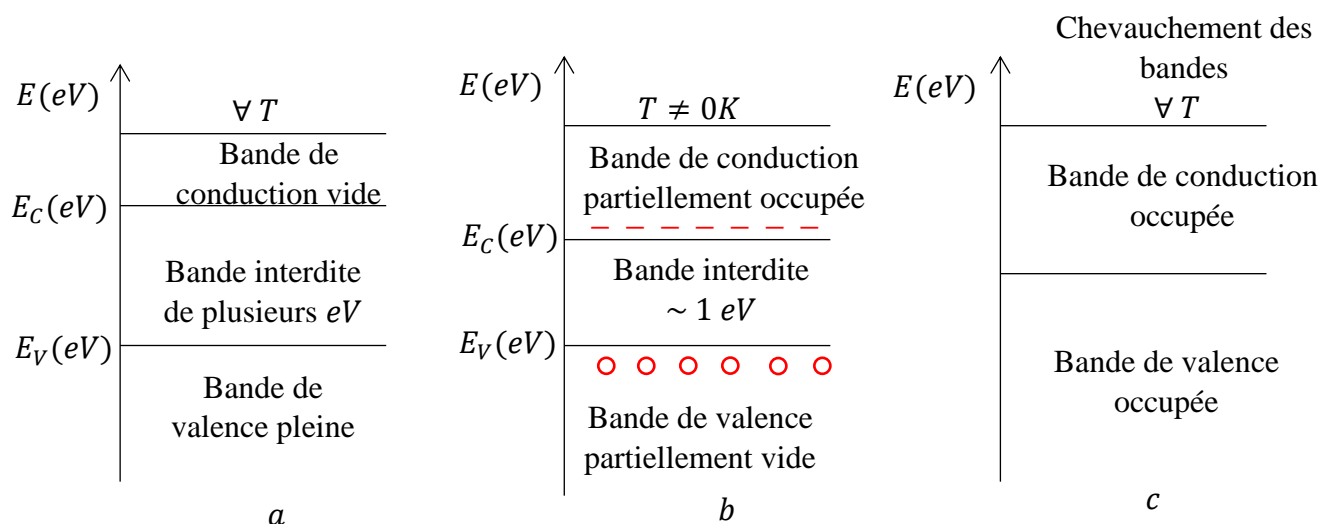 E(eV)
∀ T
Bande de
conduction vide
E_C(eV)
Bande interdite
de plusieurs eV
E_V(eV)
Bande de
valence pleine
a
E(eV)
T ≠ 0K
Bande de conduction
partiellement occupée
E_C(eV)
Bande interdite
~ 1 eV
E_V(eV)
Bande de valence
partiellement vide
b
Chevauchement des
bandes
E(eV)
∀ T
Bande de conduction
occupée
Bande de valence
occupée
c